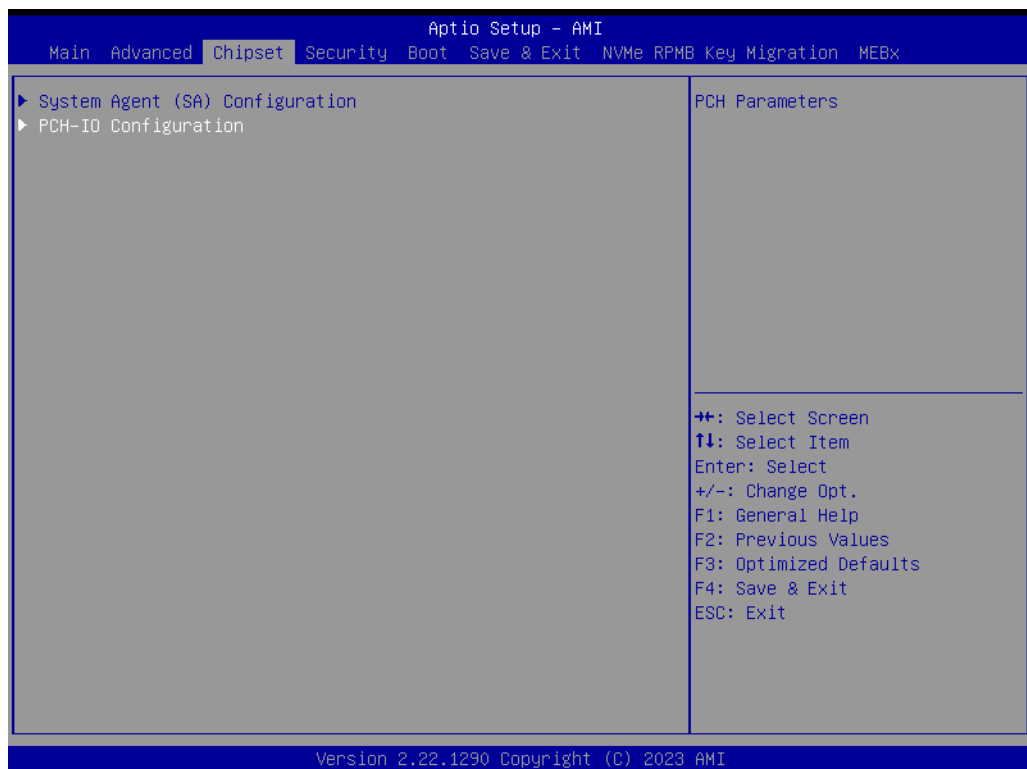 Aptio Setup – AMI
Main Advanced Chipset Security Boot Save & Exit NVMe RPMB Key Migration MEBx
▶ System Agent (SA) Configuration
▶ PCH-IO Configuration
PCH Parameters
→←: Select Screen
↑↓: Select Item
Enter: Select
+/-: Change Opt.
F1: General Help
F2: Previous Values
F3: Optimized Defaults
F4: Save & Exit
ESC: Exit
Version 2.22.1290 Copyright (C) 2023 AMI